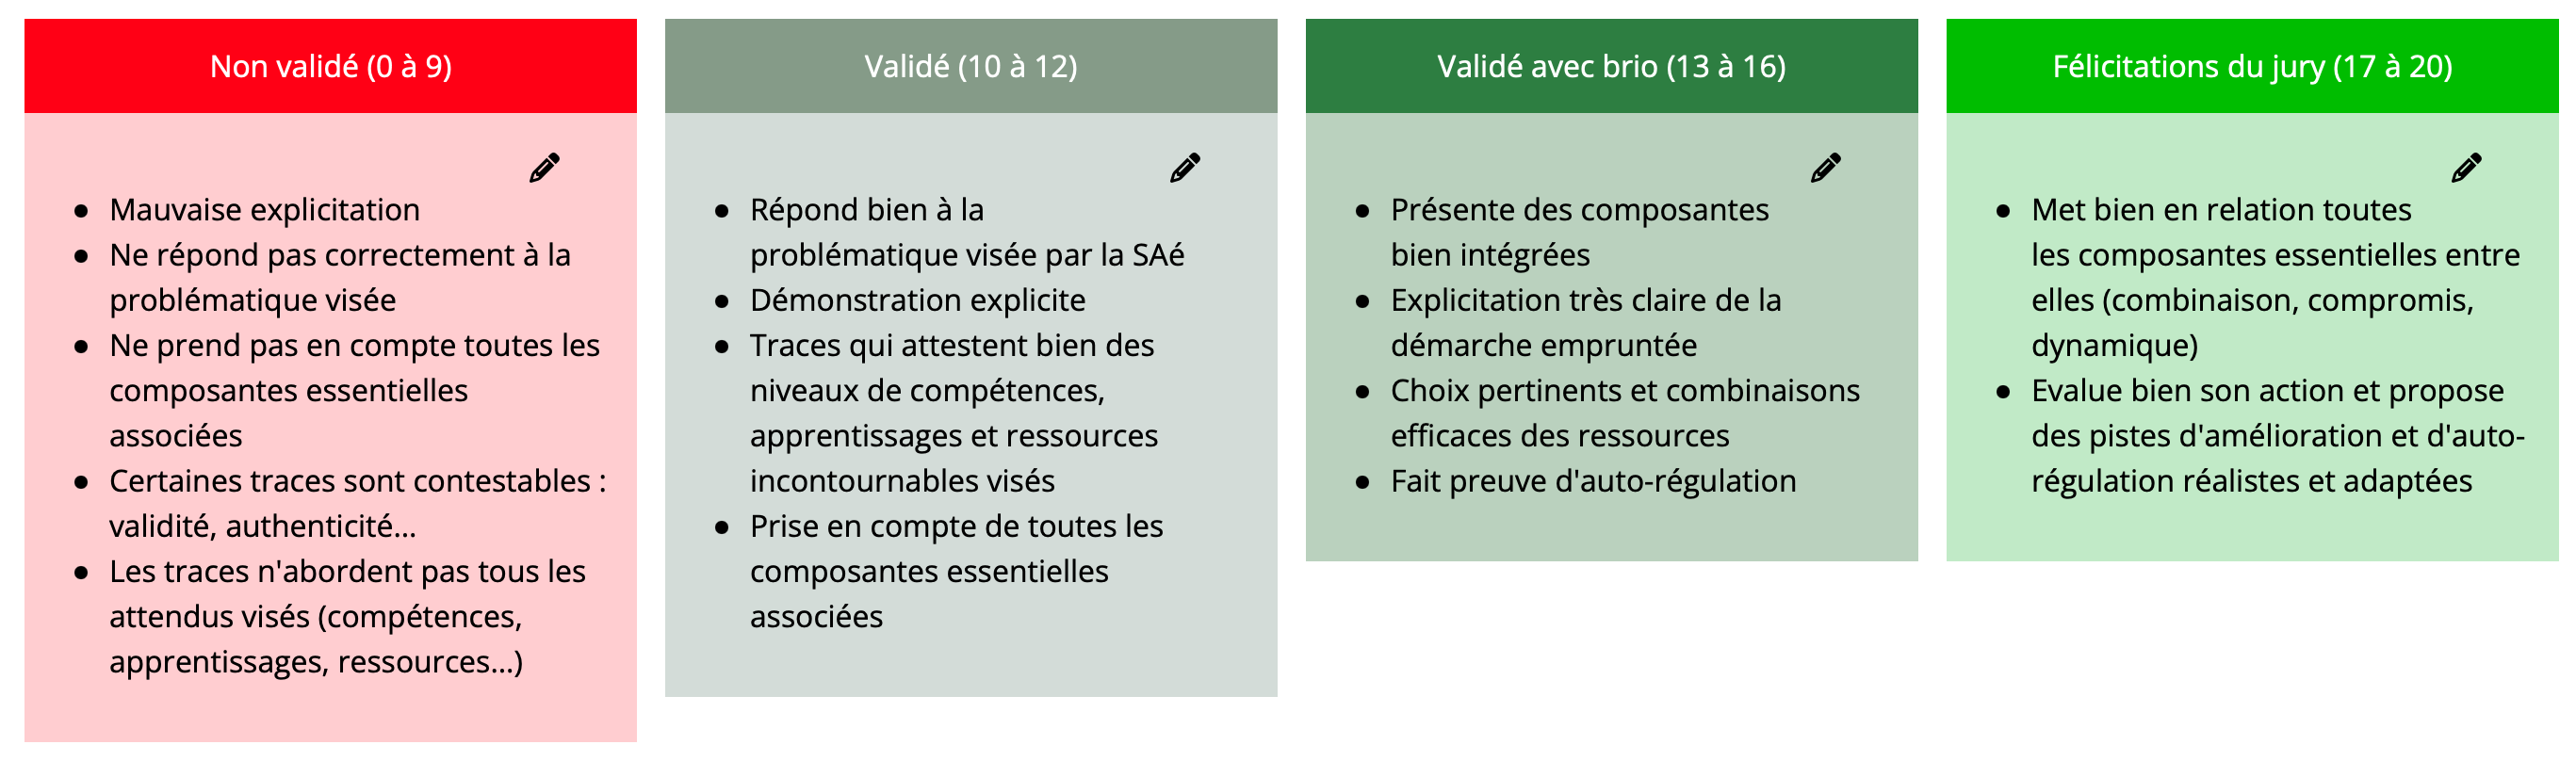 Non validé (0 à 9)
● Mauvaise explicitation
● Ne répond pas correctement à la
problématique visée
● Ne prend pas en compte toutes les
composantes essentielles
associées
● Certaines traces sont contestables :
validité, authenticité...
● Les traces n'abordent pas tous les
attendus visés (compétences,
apprentissages, ressources...)
Validé (10 à 12)
● Répond bien à la
problématique visée par la SAé
● Démonstration explicite
● Traces qui attestent bien des
niveaux de compétences,
apprentissages et ressources
incontournables visés
● Prise en compte de toutes les
composantes essentielles
associées
Validé avec brio (13 à 16)
● Présente des composantes
bien intégrées
● Explicitation très claire de la
démarche empruntée
● Choix pertinents et combinaisons
efficaces des ressources
● Fait preuve d'auto-régulation
Félicitations du jury (17 à 20)
● Met bien en relation toutes
les composantes essentielles entre
elles (combinaison, compromis,
dynamique)
● Evalue bien son action et propose
des pistes d'amélioration et d'auto-
régulation réalistes et adaptées